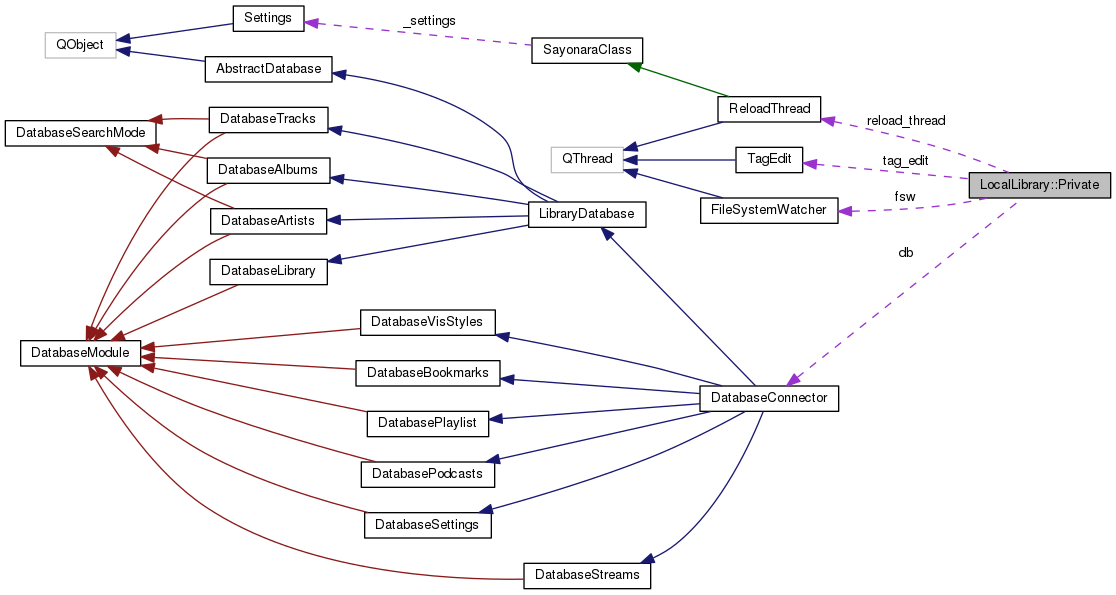 Settings
_settings
QObject
SayonaraClass
AbstractDatabase
ReloadThread
DatabaseTracks
reload_thread
DatabaseSearchMode
QThread
TagEdit
tag_edit
DatabaseAlbums
LocalLibrary::Private
fsw
FileSystemWatcher
LibraryDatabase
DatabaseArtists
db
DatabaseLibrary
DatabaseVisStyles
DatabaseModule
DatabaseBookmarks
DatabaseConnector
DatabasePlaylist
DatabasePodcasts
DatabaseSettings
DatabaseStreams